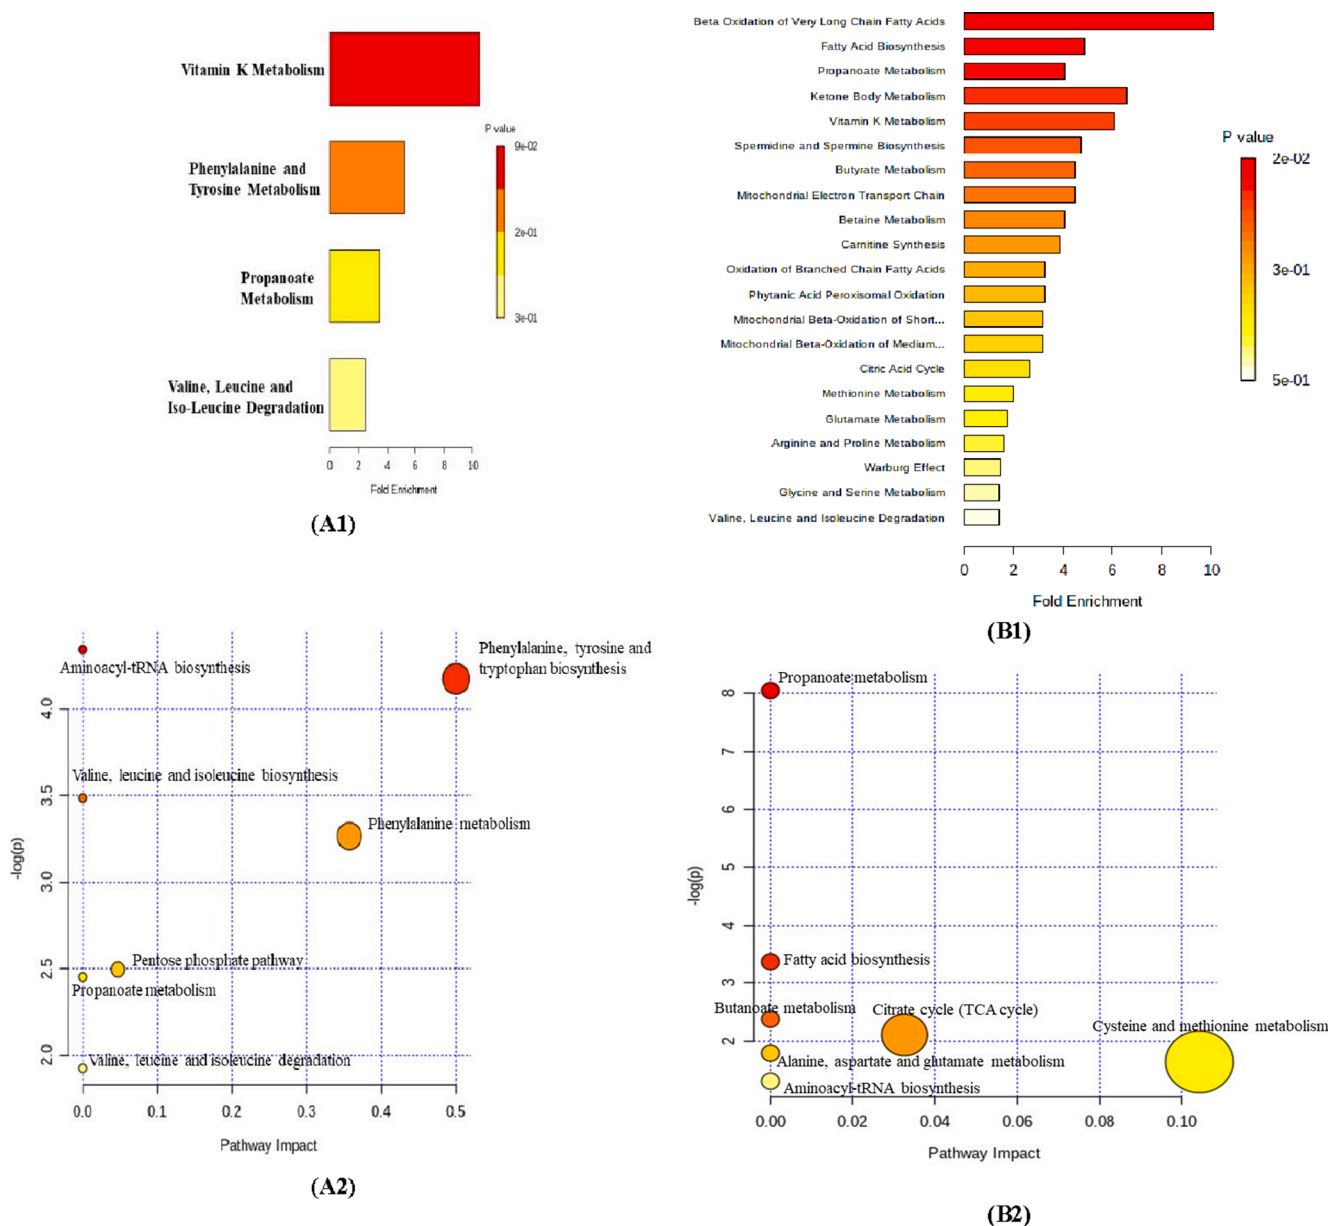 Vitamin K Metabolism
Phenylalanine and
Tyrosine Metabolism
Propanoate
Metabolism
Valine, Leucine and
Iso-Leucine Degradation
0 2 4 6 8 10
Fold Enrichment
P value
9e-02
2e-01
3e-01
(A1)
Beta Oxidation of Very Long Chain Fatty Acids
Fatty Acid Biosynthesis
Propanoate Metabolism
Ketone Body Metabolism
Vitamin K Metabolism
Spermidine and Spermine Biosynthesis
Butyrate Metabolism
Mitochondrial Electron Transport Chain
Betaine Metabolism
Carnitine Synthesis
Oxidation of Branched Chain Fatty Acids
Phytanic Acid Peroxisomal Oxidation
Mitochondrial Beta-Oxidation of Short...
Mitochondrial Beta-Oxidation of Medium...
Citric Acid Cycle
Methionine Metabolism
Glutamate Metabolism
Arginine and Proline Metabolism
Warburg Effect
Glycine and Serine Metabolism
Valine, Leucine and Isoleucine Degradation
0 2 4 6 8 10
Fold Enrichment
P value
2e-02
3e-01
5e-01
(B1)
Aminoacyl-tRNA biosynthesis
Phenylalanine, tyrosine and
tryptophan biosynthesis
Valine, leucine and isoleucine biosynthesis
Phenylalanine metabolism
Pentose phosphate pathway
Propanoate metabolism
Valine, leucine and isoleucine degradation
4.0
3.5
3.0
2.5
2.0
-log(p)
0.0 0.1 0.2 0.3 0.4 0.5
Pathway Impact
(A2)
Propanoate metabolism
Fatty acid biosynthesis
Butanoate metabolism
Citrate cycle (TCA cycle)
Cysteine and methionine metabolism
Alanine, aspartate and glutamate metabolism
Aminoacyl-tRNA biosynthesis
8
7
6
5
4
3
2
-log(p)
0.00 0.02 0.04 0.06 0.08 0.10
Pathway Impact
(B2)